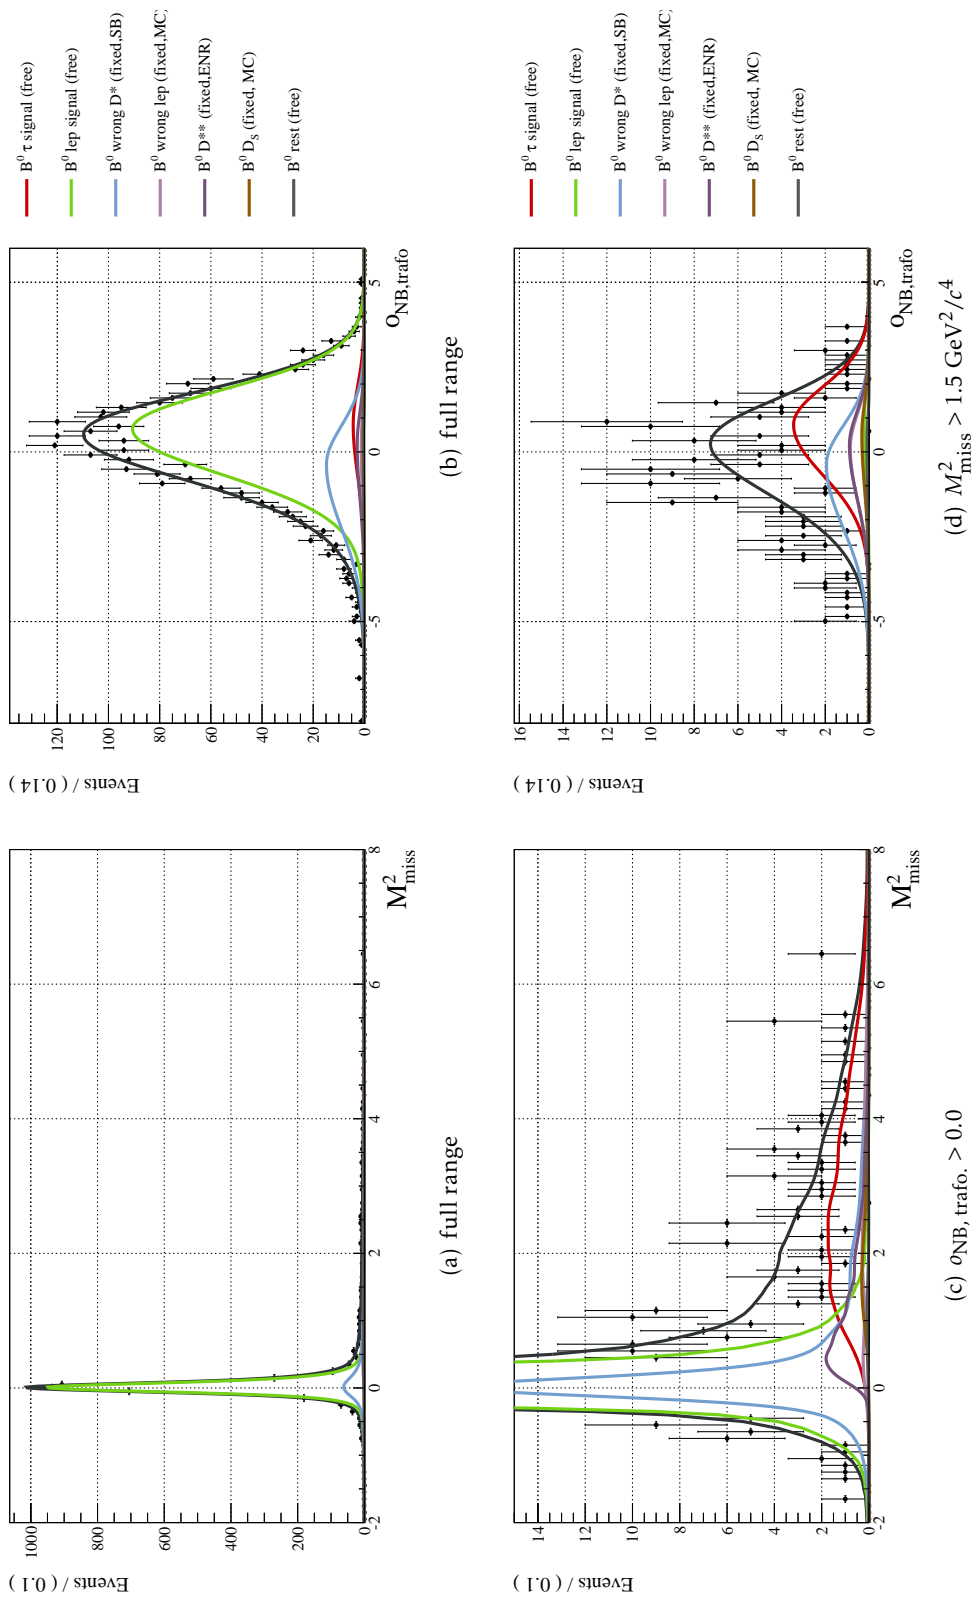 Events / ( 0.1 )
1000
800
600
400
200
0
-2 0 2 4 6 8
M²miss
(a) full range
Events / ( 0.14 )
120
100
80
60
40
20
0
-5 0 5
oNB,trafo
(b) full range
B⁰ τ signal (free)
B⁰ lep signal (free)
B⁰ wrong D* (fixed,SB)
B⁰ wrong lep (fixed,MC)
B⁰ D** (fixed,ENR)
B⁰ DS (fixed, MC)
B⁰ rest (free)
Events / ( 0.1 )
14
12
10
8
6
4
2
0
-2 0 2 4 6 8
M²miss
(c) oNB, trafo. > 0.0
Events / ( 0.14 )
16
14
12
10
8
6
4
2
0
-5 0 5
oNB,trafo
(d) M²miss > 1.5 GeV²/c⁴
B⁰ τ signal (free)
B⁰ lep signal (free)
B⁰ wrong D* (fixed,SB)
B⁰ wrong lep (fixed,MC)
B⁰ D** (fixed,ENR)
B⁰ DS (fixed, MC)
B⁰ rest (free)